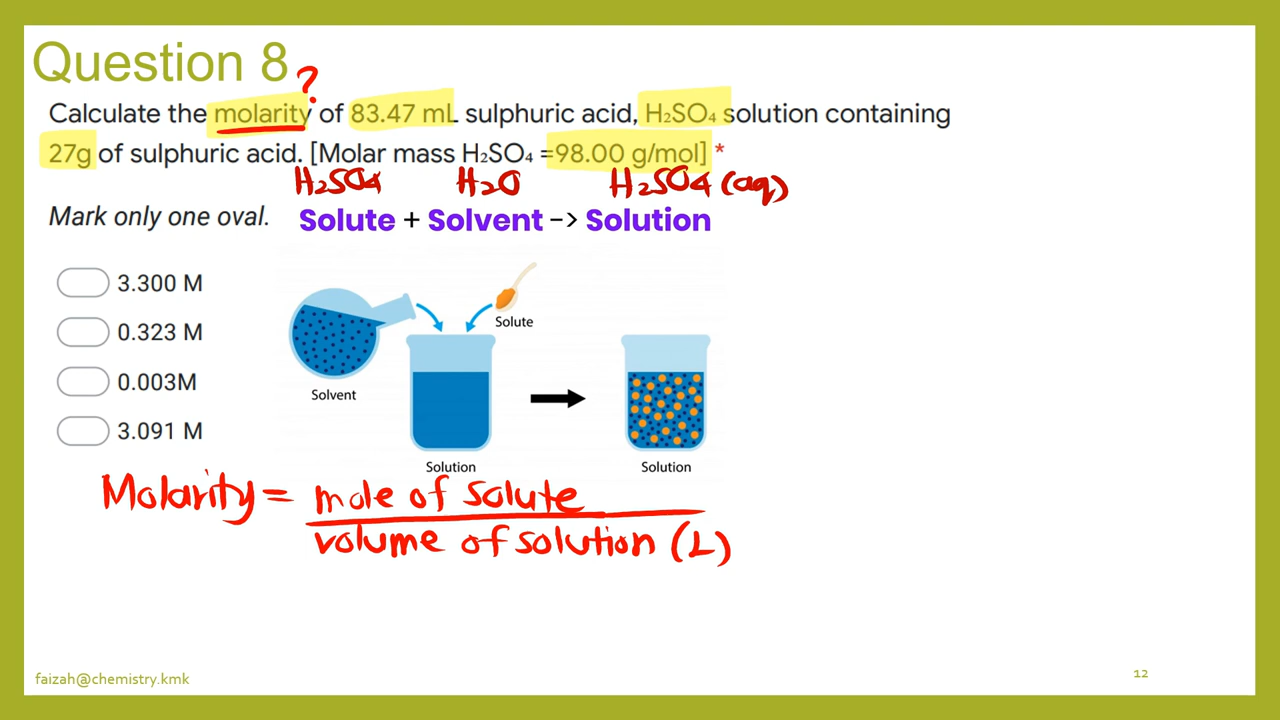 Question 8
?
Calculate the molarity of 83.47 mL sulphuric acid, H₂SO₄ solution containing
27g of sulphuric acid. [Molar mass H₂SO₄ =98.00 g/mol] *
H₂SO₄ H₂O H₂SO₄ (aq)
Mark only one oval. Solute + Solvent -> Solution
3.300 M
0.323 M
0.003M
3.091 M
Solute
Solvent
Solution
Solution
Molarity = mole of solute
volume of solution (L)
faizah@chemistry.kmk
12